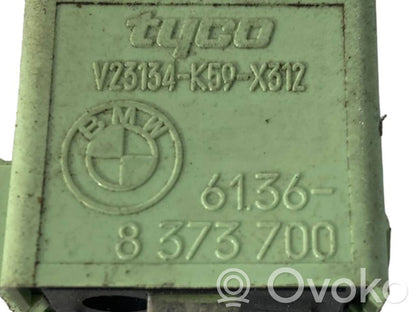 tyco
V23134-K59-X312
BMW
61.36-
8 373 700
Ovoko